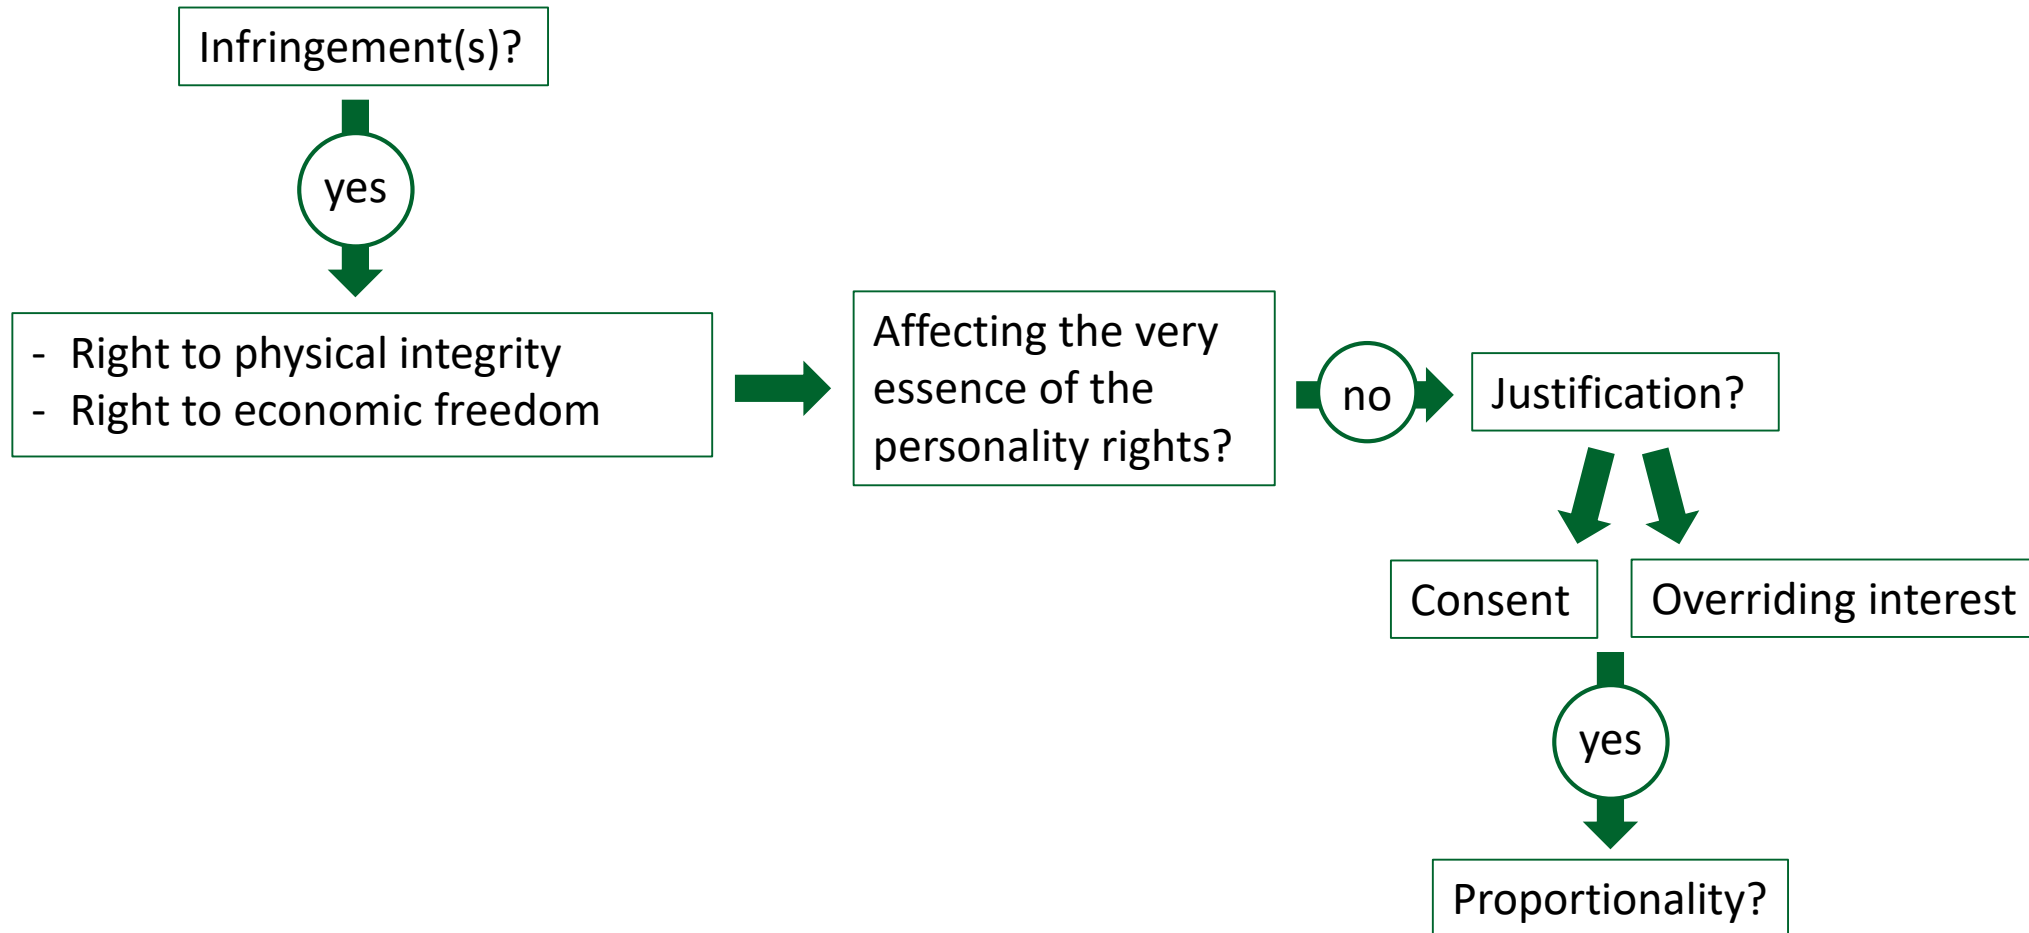 Infringement(s)?
yes
- Right to physical integrity
- Right to economic freedom
Affecting the very
essence of the
personality rights?
no
Justification?
Consent
Overriding interest
yes
Proportionality?